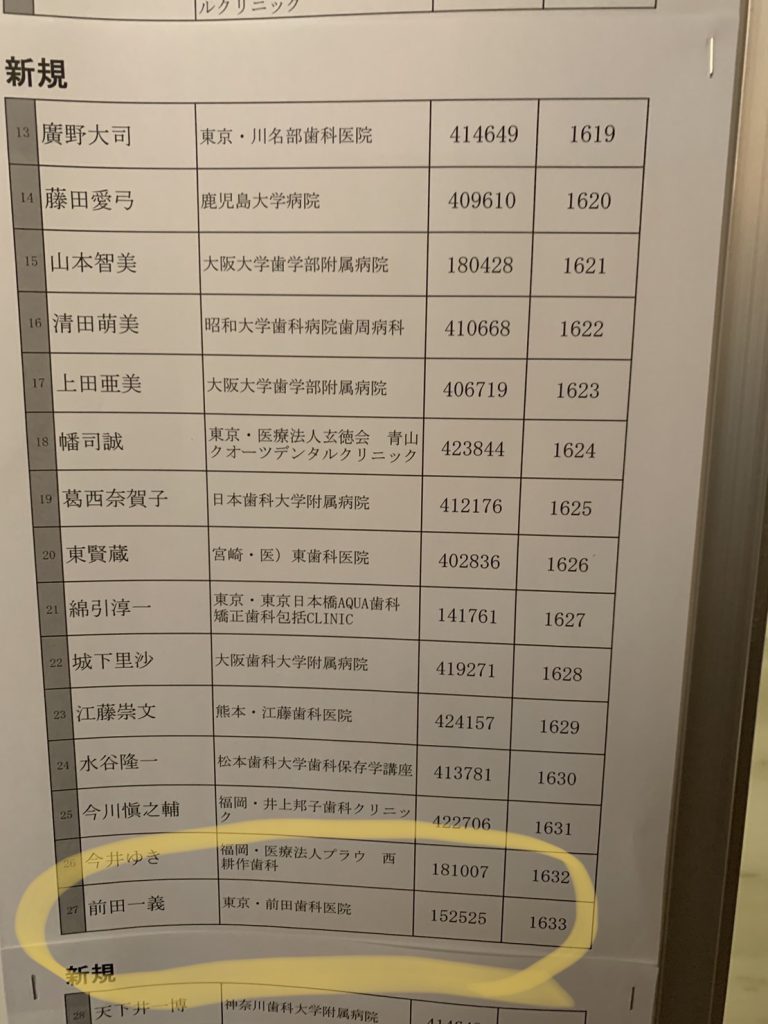 ルクリニック
新規
13 廣野大司 東京・川名部歯科医院 414649 1619
14 藤田愛弓 鹿児島大学病院 409610 1620
15 山本智美 大阪大学歯学部附属病院 180428 1621
16 清田萌美 昭和大学歯科病院歯周病科 410668 1622
17 上田亜美 大阪大学歯学部附属病院 406719 1623
18 幡司誠 東京・医療法人玄徳会 青山
クオーツデンタルクリニック 423844 1624
19 葛西奈賀子 日本歯科大学附属病院 412176 1625
20 東賢蔵 宮崎・医）東歯科医院 402836 1626
21 綿引淳一 東京・東京日本橋AQUA歯科
矯正歯科包括CLINIC 141761 1627
22 城下里沙 大阪歯科大学附属病院 419271 1628
23 江藤崇文 熊本・江藤歯科医院 424157 1629
24 水谷隆一 松本歯科大学歯科保存学講座 413781 1630
25 今川愼之輔 福岡・井上邦子歯科クリニッ
ク 422706 1631
26 今井ゆき 福岡・医療法人プラウ 西
耕作歯科 181007 1632
27 前田一義 東京・前田歯科医院 152525 1633
新規
28 天下井一博 神奈川歯科大学附属病院